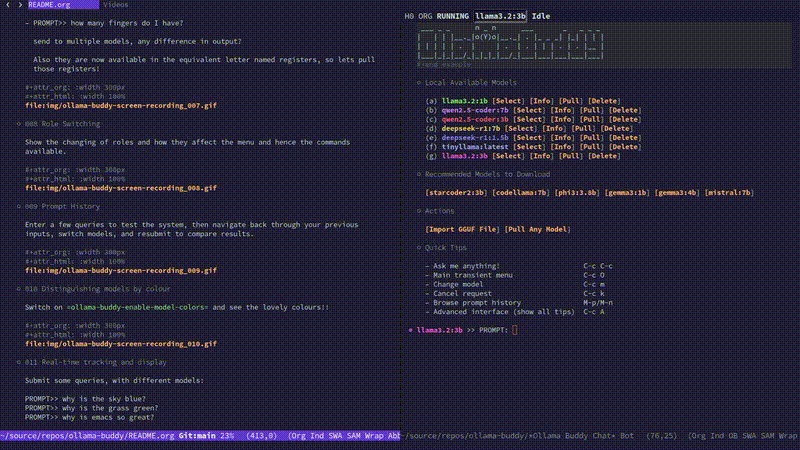 README.org Videos
– PROMPT>> how many fingers do I have?
send to multiple models, any difference in output?
Also they are now available in the equivalent letter named registers, so lets pull
those registers!
#+attr_org: :width 300px
#+attr_html: :width 100%
file:img/ollama-buddy-screen-recording_007.gif
008 Role Switching
Show the changing of roles and how they affect the menu and hence the commands
available.
#+attr_org: :width 300px
#+attr_html: :width 100%
file:img/ollama-buddy-screen-recording_008.gif
009 Prompt History
Enter a few queries to test the system, then navigate back through your previous
inputs, switch models, and resubmit to compare results.
#+attr_org: :width 300px
#+attr_html: :width 100%
file:img/ollama-buddy-screen-recording_009.gif
010 Distinguishing models by colour
Switch on =ollama-buddy-enable-model-colors= and see the lovely colours!!
#+attr_org: :width 300px
#+attr_html: :width 100%
file:img/ollama-buddy-screen-recording_010.gif
011 Real-time tracking and display
Submit some queries, with different models:
PROMPT>> why is the sky blue?
PROMPT>> why is the grass green?
PROMPT>> why is emacs so great?
~/source/repos/ollama-buddy/README.org Git:main 23% (413,0) (Org Ind SWA SAM Wrap Abb
ORG RUNNING llama3.2:3b Idle
#+end_example
Local Available Models
(a) llama3.2:1b [Select] [Info] [Pull] [Delete]
(b) qwen2.5-coder:7b [Select] [Info] [Pull] [Delete]
(c) qwen2.5-coder:3b [Select] [Info] [Pull] [Delete]
(d) deepseek-r1:7b [Select] [Info] [Pull] [Delete]
(e) deepseek-r1:1.5b [Select] [Info] [Pull] [Delete]
(f) tinyllama:latest [Select] [Info] [Pull] [Delete]
(g) llama3.2:3b [Select] [Info] [Pull] [Delete]
Recommended Models to Download
[starcoder2:3b] [codellama:7b] [phi3:3.8b] [gemma3:1b] [gemma3:4b] [mistral:7b]
Actions
[Import GGUF File] [Pull Any Model]
Quick Tips
– Ask me anything! C-c C-c
– Main transient menu C-c O
– Change model C-c m
– Cancel request C-c k
– Browse prompt history M-p/M-n
– Advanced interface (show all tips) C-c A
llama3.2:3b >> PROMPT:
~/source/repos/ollama-buddy/*Ollama Buddy Chat* Bot (76,25) (Org Ind OB SWA SAM Wrap